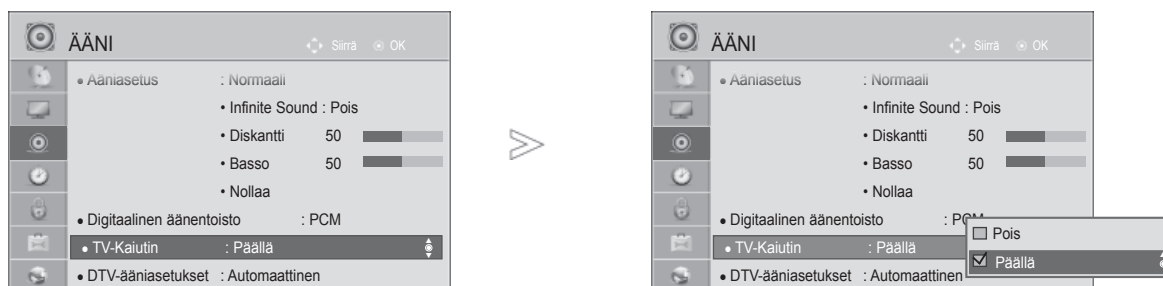 ÄÄNI
Siirrä OK
• Ääniasetus : Normaali
• Infinite Sound : Pois
• Diskantti 50
• Basso 50
• Nollaa
• Digitaalinen äänentoisto : PCM
• TV-Kaiutin : Päällä
• DTV-ääniasetukset : Automaattinen
>
ÄÄNI
Siirrä OK
• Ääniasetus : Normaali
• Infinite Sound : Pois
• Diskantti 50
• Basso 50
• Nollaa
• Digitaalinen äänentoisto : PCM
• TV-Kaiutin : Päällä
• DTV-ääniasetukset : Automaattinen
Pois
Päällä